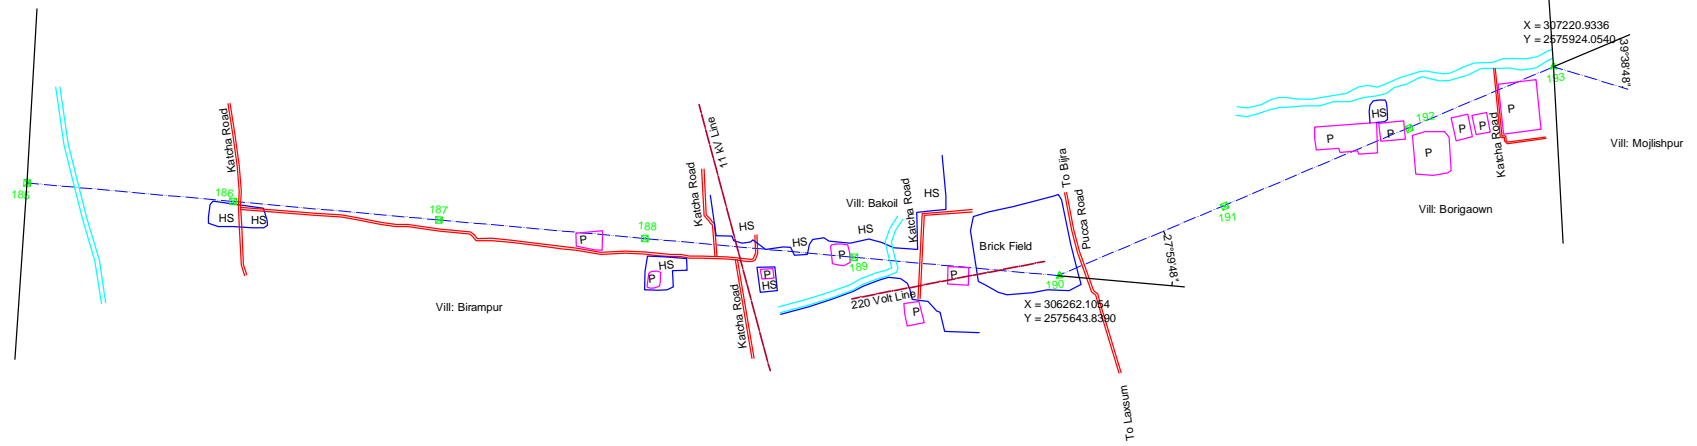 X = 307220.9336
Y = 2575924.0540
39°38'48"
193
Katcha Road
11 kV Line
To Bijra
Pucca Road
HS
192
P
P
P
P
P
P
Katcha Road
Vill: Mojlishpur
185
186
HS
HS
187
188
P
Katcha Road
HS
HS
HS
Vill: Bakoil
HS
Katcha Road
191
Vill: Borigaown
27°59'48"
Brick Field
P
189
P
190
HS
P
P
HS
220 Volt Line
P
Vill: Birampur
Katcha Road
X = 306262.1054
Y = 2575643.8390
To Laxsum